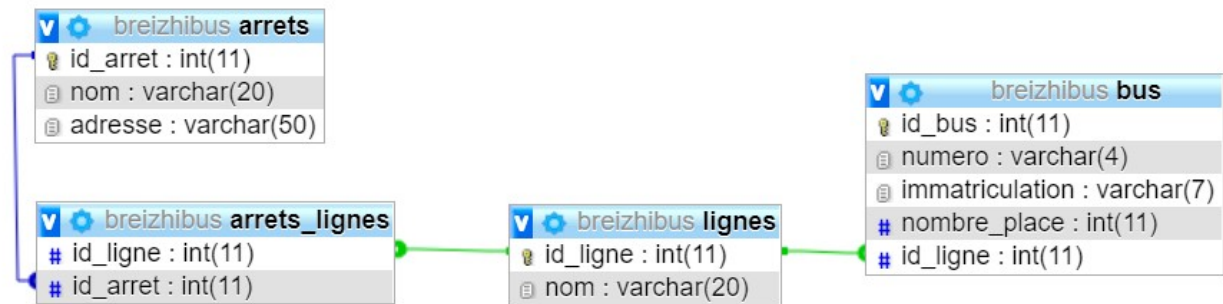 breizhibus arrets
id_arret : int(11)
nom : varchar(20)
adresse : varchar(50)
breizhibus arrets_lignes
# id_ligne : int(11)
# id_arret : int(11)
breizhibus lignes
id_ligne : int(11)
nom : varchar(20)
breizhibus bus
id_bus : int(11)
numero : varchar(4)
immatriculation : varchar(7)
# nombre_place : int(11)
# id_ligne : int(11)